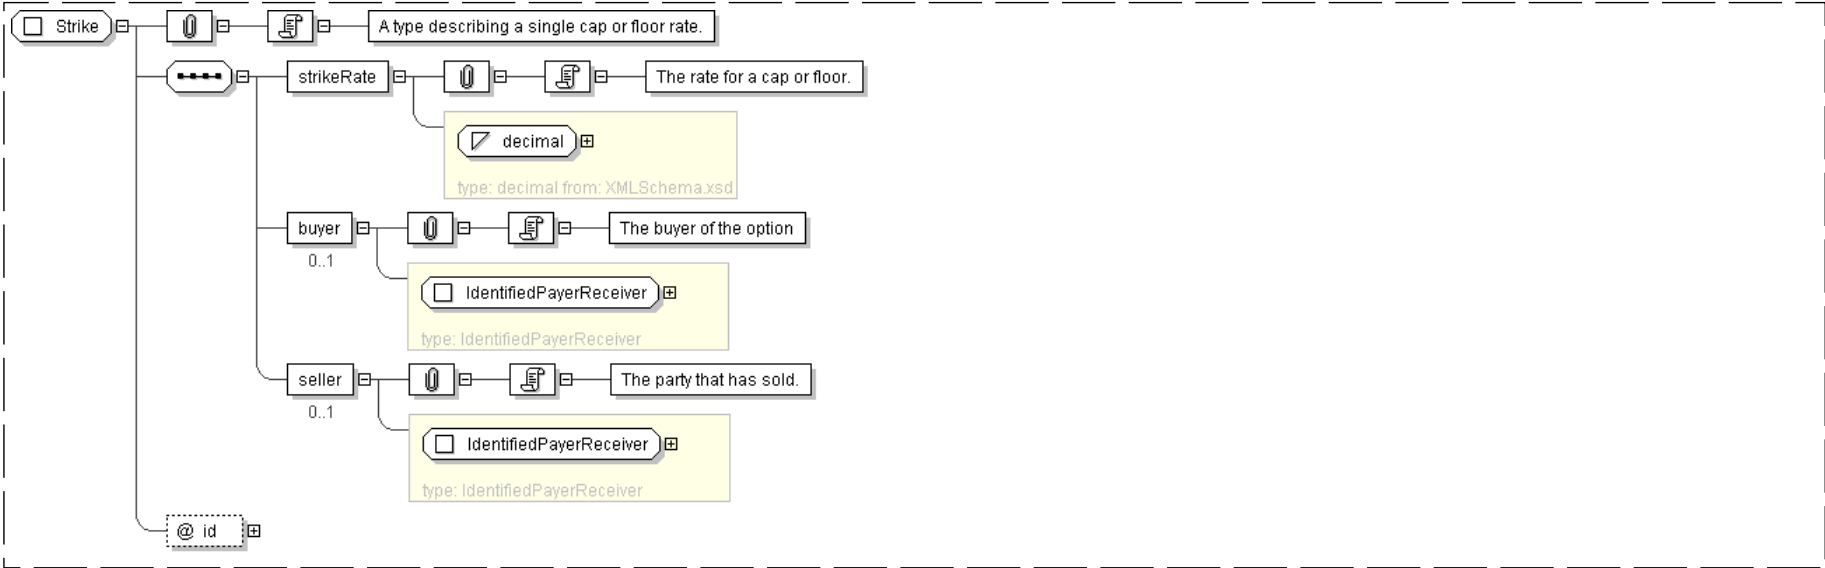 Strike
A type describing a single cap or floor rate.
strikeRate
The rate for a cap or floor.
decimal
type: decimal from: XMLSchema.xsd
buyer
The buyer of the option
0..1
IdentifiedPayerReceiver
type: IdentifiedPayerReceiver
seller
The party that has sold.
0..1
IdentifiedPayerReceiver
type: IdentifiedPayerReceiver
@ id